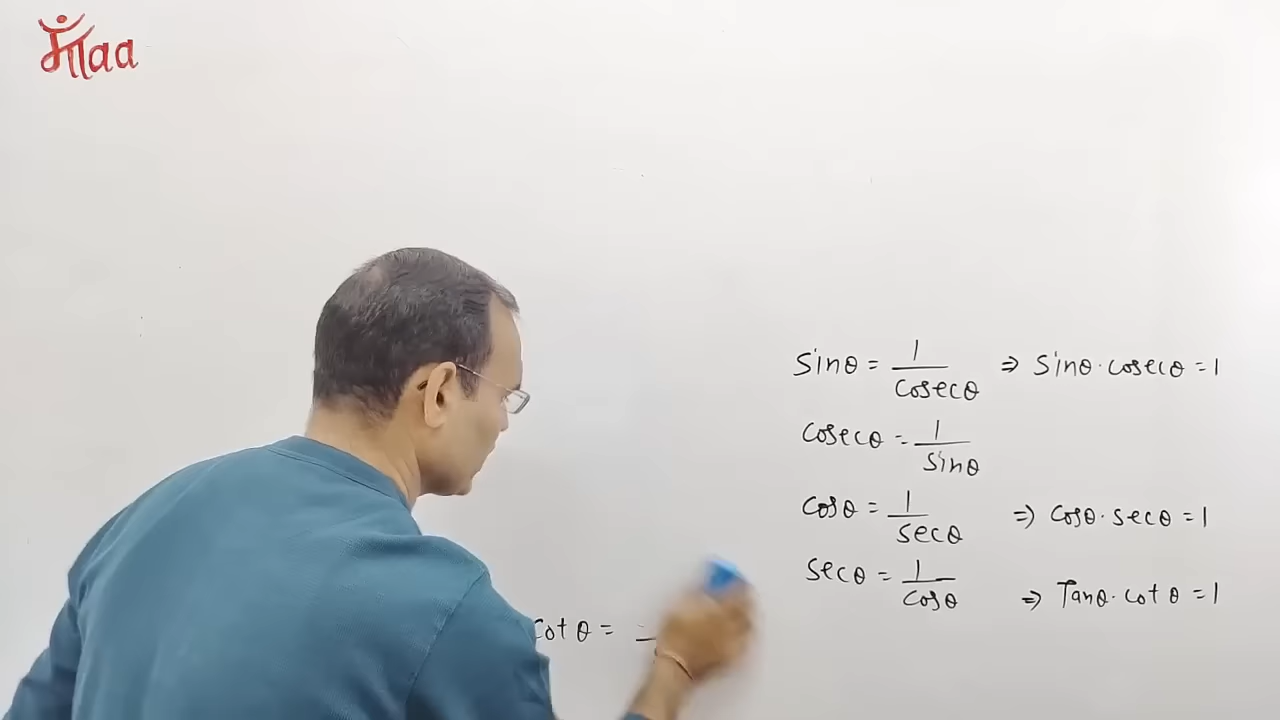 माँaa
sinθ = 1/cosecθ ⇒ sinθ·cosecθ = 1
cosecθ = 1/sinθ
cosθ = 1/secθ ⇒ cosθ·secθ = 1
secθ = 1/cosθ ⇒ Tanθ·cotθ = 1
cotθ =